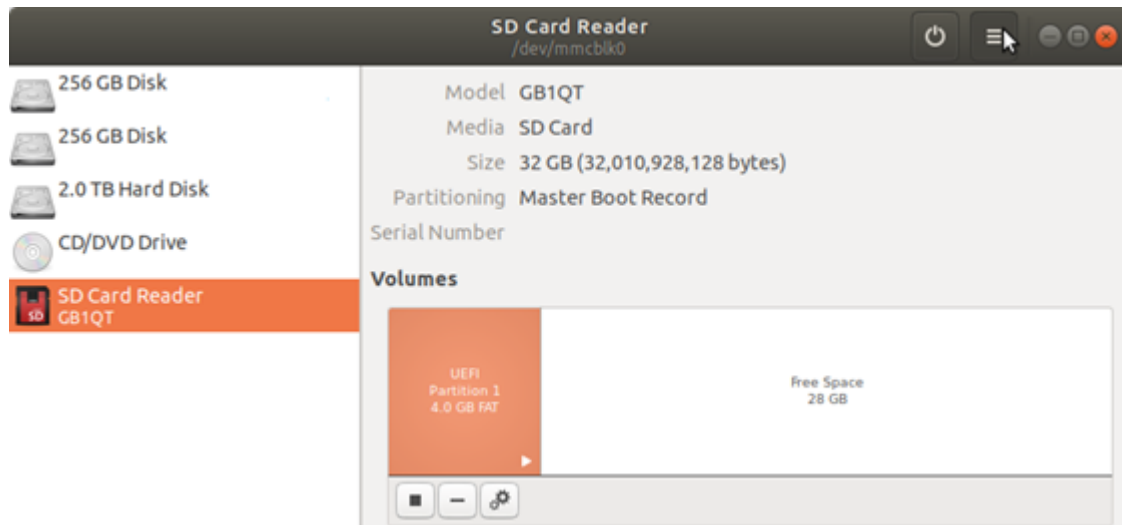 SD Card Reader
/dev/mmcblk0
256 GB Disk
256 GB Disk
2.0 TB Hard Disk
CD/DVD Drive
SD Card Reader
GB1QT
SD
Model GB1QT
Media SD Card
Size 32 GB (32,010,928,128 bytes)
Partitioning Master Boot Record
Serial Number
Volumes
UEFI
Partition 1
4.0 GB FAT
Free Space
28 GB